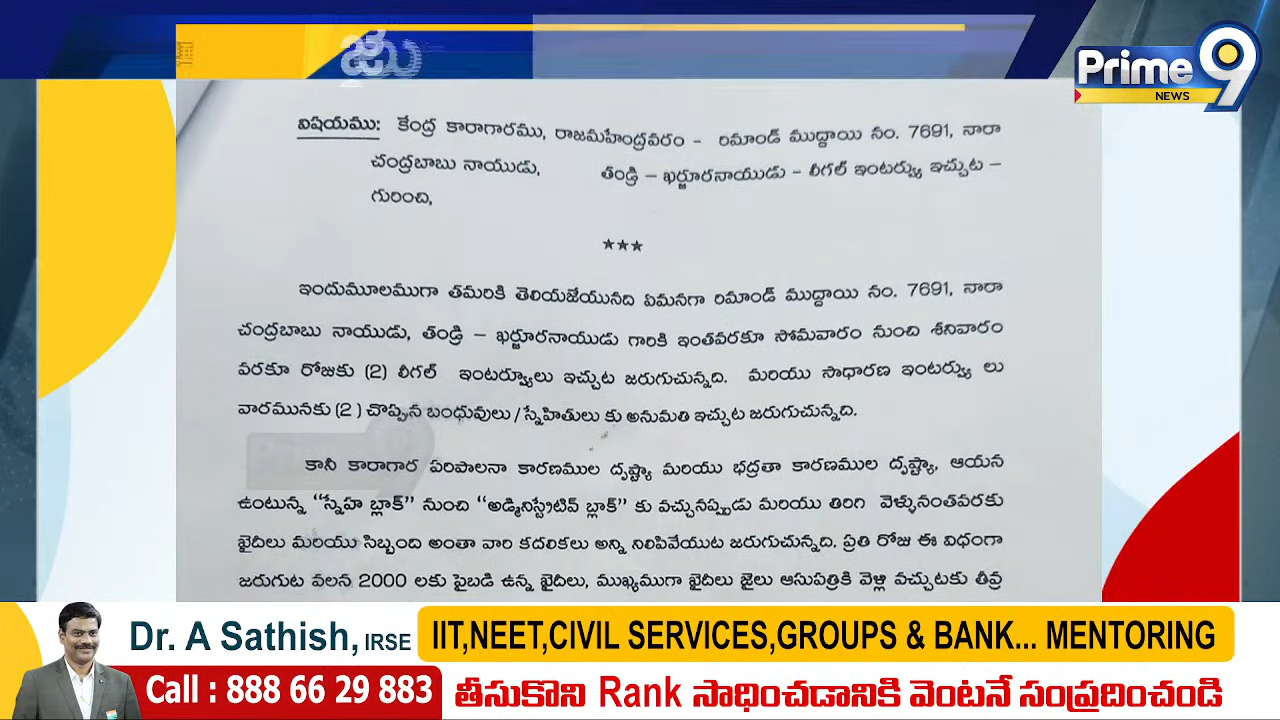 Prime9
NEWS
విషయము: కేంద్ర కారాగారము, రాజమహేంద్రవరం – రిమాండ్ ముద్దాయి నం. 7691, నారా
చంద్రబాబు నాయుడు, తండ్రి – ఖర్జూరనాయుడు – లీగల్ ఇంటర్వ్యు ఇచ్చుట –
గురించి,
***
ఇందుమూలముగా తమరికి తెలియజేయునది ఏమనగా రిమాండ్ ముద్దాయి నం. 7691, నారా
చంద్రబాబు నాయుడు, తండ్రి – ఖర్జూరనాయుడు గారికి ఇంతవరకూ సోమవారం నుంచి శనివారం
వరకూ రోజుకు (2) లీగల్ ఇంటర్వ్యూలు ఇచ్చుట జరుగుచున్నది. మరియు సాధారణ ఇంటర్వ్యు లు
వారమునకు (2 ) చొప్పున బంధువులు/స్నేహితులు కు అనుమతి ఇచ్చుట జరుగుచున్నది.
కానీ కారాగార పరిపాలనా కారణముల దృష్ట్యా మరియు భద్రతా కారణముల దృష్ట్యా, ఆయన
ఉంటున్న “స్నేహ బ్లాక్” నుంచి “అడ్మినిస్ట్రేటివ్ బ్లాక్” కు వచ్చునప్పుడు మరియు తిరిగి వెళ్ళునంతవరకు
ఖైదీలు మరియు సిబ్బంది అంతా వారి కదలికలు అన్ని నిలిపివేయుట జరుగుచున్నది. ప్రతి రోజు ఈ విధంగా
జరుగుట వలన 2000 లకు పైబడి ఉన్న ఖైదీలు, ముఖ్యముగా ఖైదీలు జైలు ఆసుపత్రికి వెళ్లి వచ్చుటకు తీవ్ర
Dr. A Sathish, IRSE
IIT,NEET,CIVIL SERVICES,GROUPS & BANK... MENTORING
Call : 888 66 29 883
తీసుకొని Rank సాధించడానికి వెంటనే సంప్రదించండి